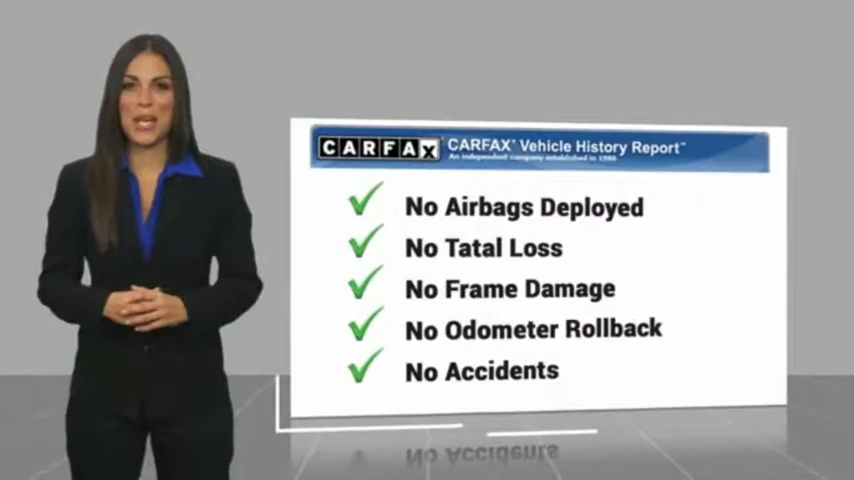 CARFAX CARFAX® Vehicle History Report™
An independent company established in 1986
No Airbags Deployed
No Tatal Loss
No Frame Damage
No Odometer Rollback
No Accidents
No Accidents